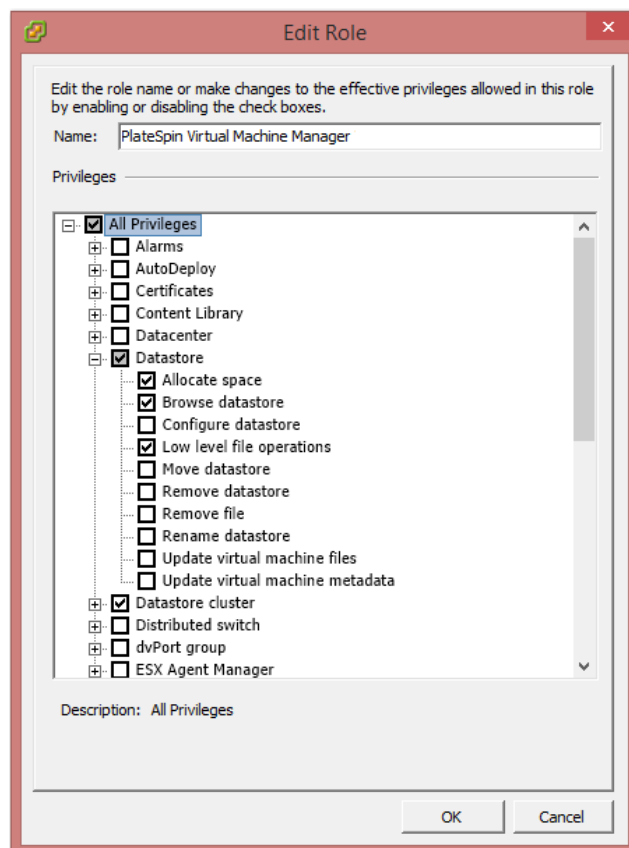 Edit Role
Edit the role name or make changes to the effective privileges allowed in this role
by enabling or disabling the check boxes.
Name: PlateSpin Virtual Machine Manager
Privileges
All Privileges
Alarms
AutoDeploy
Certificates
Content Library
Datacenter
Datastore
Allocate space
Browse datastore
Configure datastore
Low level file operations
Move datastore
Remove datastore
Remove file
Rename datastore
Update virtual machine files
Update virtual machine metadata
Datastore cluster
Distributed switch
dvPort group
ESX Agent Manager
Description: All Privileges
OK Cancel